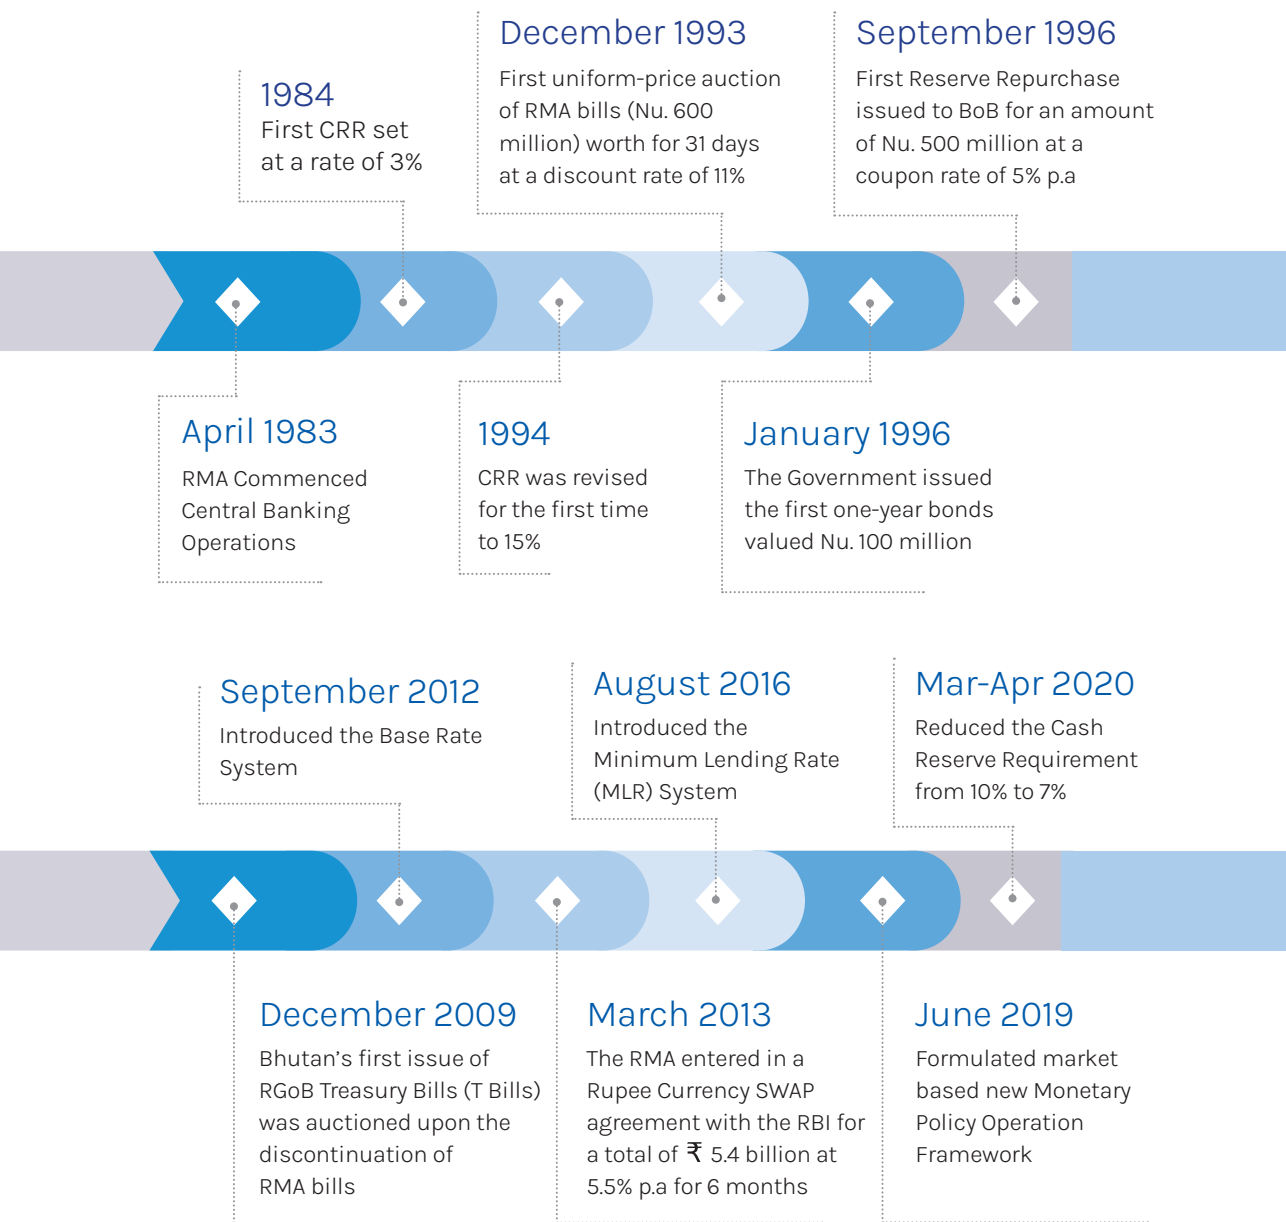 1984
First CRR set
at a rate of 3%
December 1993
First uniform-price auction
of RMA bills (Nu. 600
million) worth for 31 days
at a discount rate of 11%
September 1996
First Reserve Repurchase
issued to BoB for an amount
of Nu. 500 million at a
coupon rate of 5% p.a
April 1983
RMA Commenced
Central Banking
Operations
1994
CRR was revised
for the first time
to 15%
January 1996
The Government issued
the first one-year bonds
valued Nu. 100 million
September 2012
Introduced the Base Rate
System
August 2016
Introduced the
Minimum Lending Rate
(MLR) System
Mar-Apr 2020
Reduced the Cash
Reserve Requirement
from 10% to 7%
December 2009
Bhutan’s first issue of
RGoB Treasury Bills (T Bills)
was auctioned upon the
discontinuation of
RMA bills
March 2013
The RMA entered in a
Rupee Currency SWAP
agreement with the RBI for
a total of ₹ 5.4 billion at
5.5% p.a for 6 months
June 2019
Formulated market
based new Monetary
Policy Operation
Framework